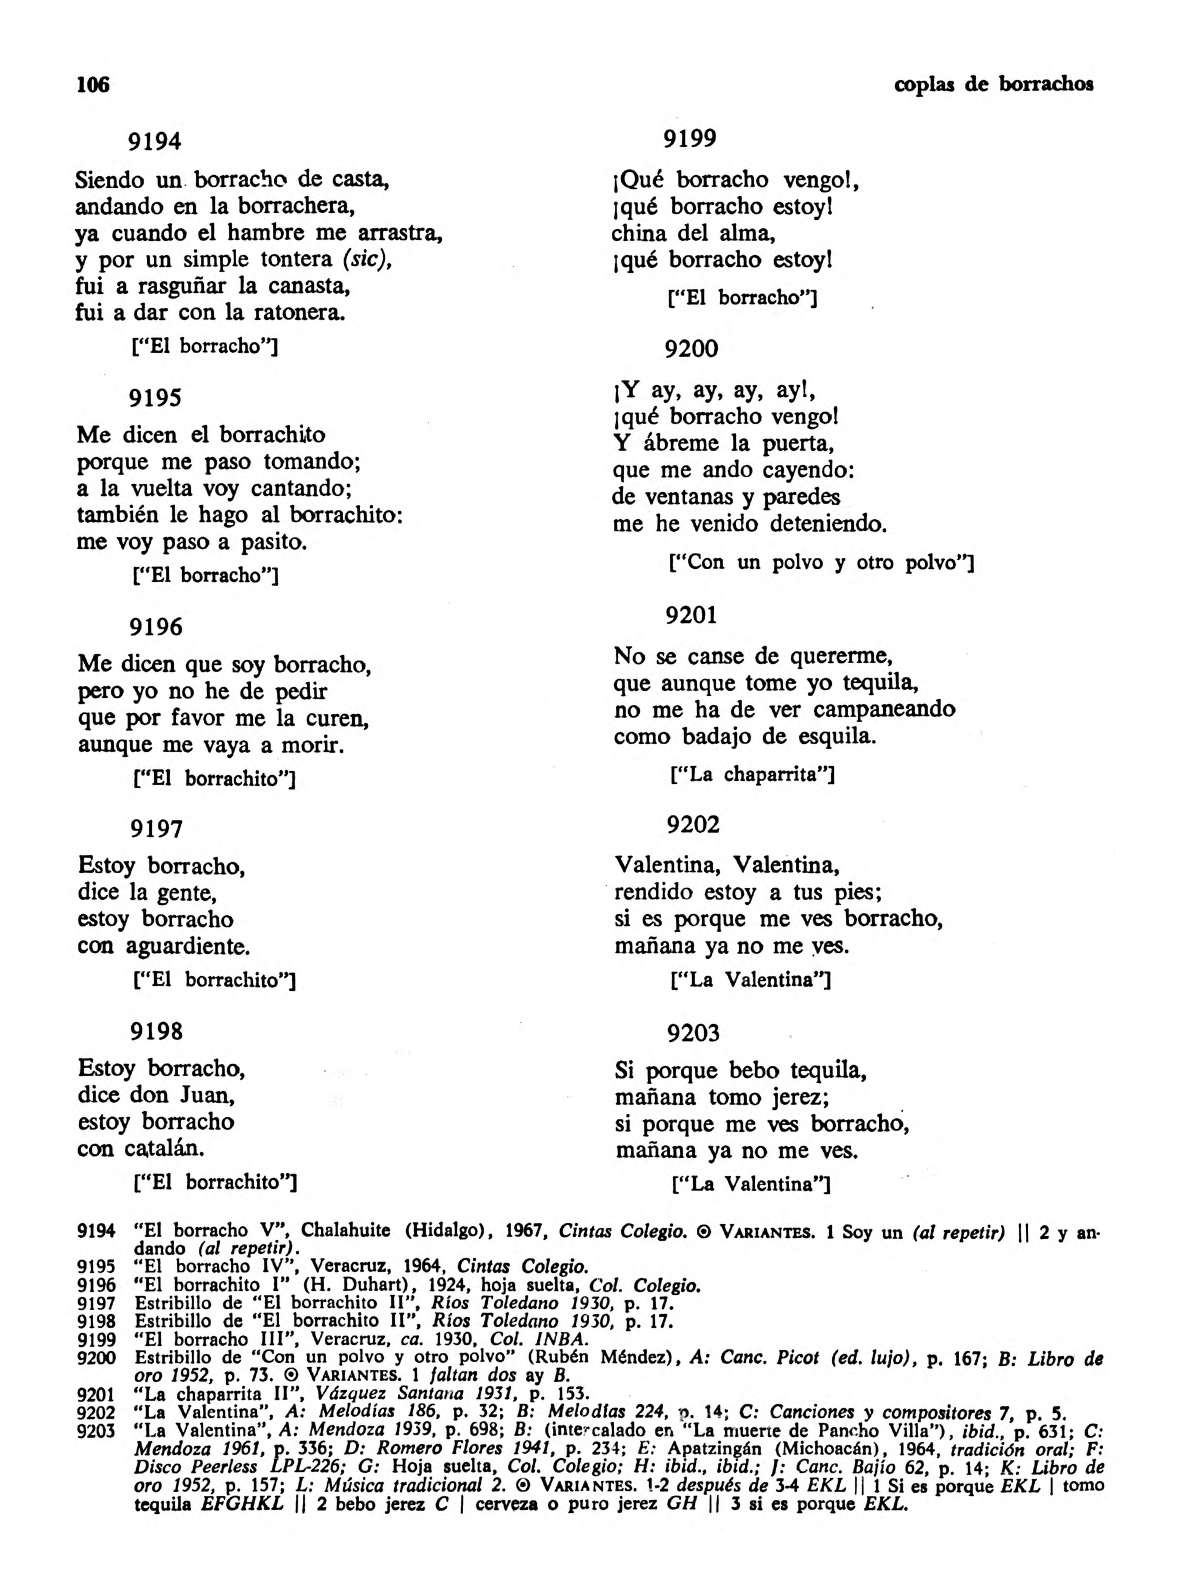 106
coplas de borrachos
9194
Siendo un borracho de casta,
andando en la borrachera,
ya cuando el hambre me arrastra,
y por un simple tontera (sic),
fui a rasguñar la canasta,
fui a dar con la ratonera.
["El borracho"]
9195
Me dicen el borrachito
porque me paso tomando;
a la vuelta voy cantando;
también le hago al borrachito:
me voy paso a pasito.
["El borracho"]
9196
Me dicen que soy borracho,
pero yo no he de pedir
que por favor me la curen,
aunque me vaya a morir.
["El borrachito"]
9197
Estoy borracho,
dice la gente,
estoy borracho
con aguardiente.
["El borrachito"]
9198
Estoy borracho,
dice don Juan,
estoy borracho
con catalán.
["El borrachito"]
9199
¡Qué borracho vengo!,
¡qué borracho estoy!
china del alma,
¡qué borracho estoy!
["El borracho"]
9200
¡Y ay, ay, ay, ay!,
¡qué borracho vengo!
Y ábreme la puerta,
que me ando cayendo:
de ventanas y paredes
me he venido deteniendo.
["Con un polvo y otro polvo"]
9201
No se canse de quererme,
que aunque tome yo tequila,
no me ha de ver campaneando
como badajo de esquila.
["La chaparrita"]
9202
Valentina, Valentina,
rendido estoy a tus pies;
si es porque me ves borracho,
mañana ya no me ves.
["La Valentina"]
9203
Si porque bebo tequila,
mañana tomo jerez;
si porque me ves borracho,
mañana ya no me ves.
["La Valentina"]
9194 "El borracho V", Chalahuite (Hidalgo), 1967, Cintas Colegio. ⊙ VARIANTES. 1 Soy un (al repetir) || 2 y an-
dando (al repetir).
9195 "El borracho IV", Veracruz, 1964, Cintas Colegio.
9196 "El borrachito I" (H. Duhart), 1924, hoja suelta, Col. Colegio.
9197 Estribillo de "El borrachito II", Ríos Toledano 1930, p. 17.
9198 Estribillo de "El borrachito II", Ríos Toledano 1930, p. 17.
9199 "El borracho III", Veracruz, ca. 1930, Col. INBA.
9200 Estribillo de "Con un polvo y otro polvo" (Rubén Méndez), A: Canc. Picot (ed. lujo), p. 167; B: Libro de
oro 1952, p. 73. ⊙ VARIANTES. 1 faltan dos ay B.
9201 "La chaparrita II", Vázquez Santana 1931, p. 153.
9202 "La Valentina", A: Melodías 186, p. 32; B: Melodías 224, p. 14; C: Canciones y compositores 7, p. 5.
9203 "La Valentina", A: Mendoza 1939, p. 698; B: (intercalado en "La muerte de Pancho Villa"), ibid., p. 631; C:
Mendoza 1961, p. 336; D: Romero Flores 1941, p. 234; E: Apatzingán (Michoacán), 1964, tradición oral; F:
Disco Peerless LPL-226; G: Hoja suelta, Col. Colegio; H: ibid., ibid.; J: Canc. Bajío 62, p. 14; K: Libro de
oro 1952, p. 157; L: Música tradicional 2. ⊙ VARIANTES. 1-2 después de 3-4 EKL || 1 Si es porque EKL | tomo
tequila EFGHKL || 2 bebo jerez C | cerveza o puro jerez GH || 3 si es porque EKL.